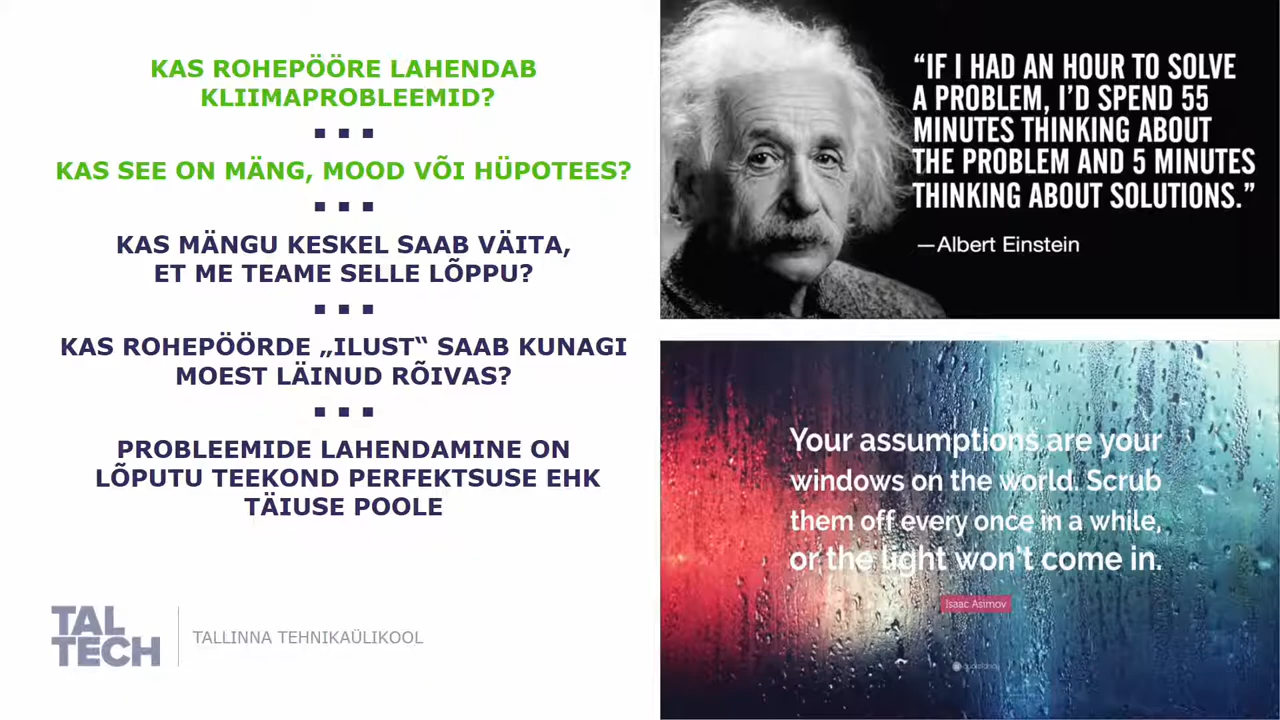 KAS ROHEPÖÖRE LAHENDAB
KLIIMAPROBLEEMID?
KAS SEE ON MÄNG, MOOD VÕI HÜPOTEES?
KAS MÄNGU KESKEL SAAB VÄITA,
ET ME TEAME SELLE LÕPPU?
KAS ROHEPÖÖRDE „ILUST“ SAAB KUNAGI
MOEST LÄINUD RÕIVAS?
PROBLEEMIDE LAHENDAMINE ON
LÕPUTU TEEKOND PERFEKTSUSE EHK
TÄIUSE POOLE
TAL
TECH
TALLINNA TEHNIKAÜLIKOOL
“IF I HAD AN HOUR TO SOLVE
A PROBLEM, I’D SPEND 55
MINUTES THINKING ABOUT
THE PROBLEM AND 5 MINUTES
THINKING ABOUT SOLUTIONS.”
—Albert Einstein
Your assumptions are your
windows on the world. Scrub
them off every once in a while,
or the light won’t come in.
Isaac Asimov